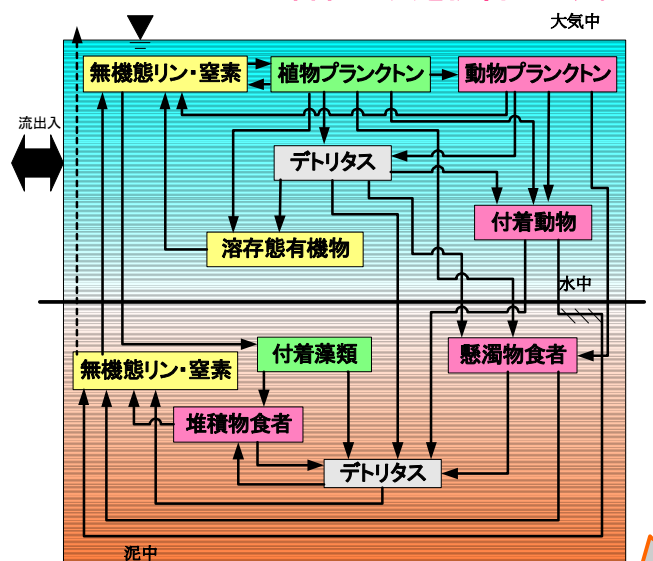 大気中
無機態リン・窒素
植物プランクトン
動物プランクトン
流出入
デトリタス
付着動物
溶存態有機物
水中
付着藻類
懸濁物食者
無機態リン・窒素
堆積物食者
デトリタス
泥中